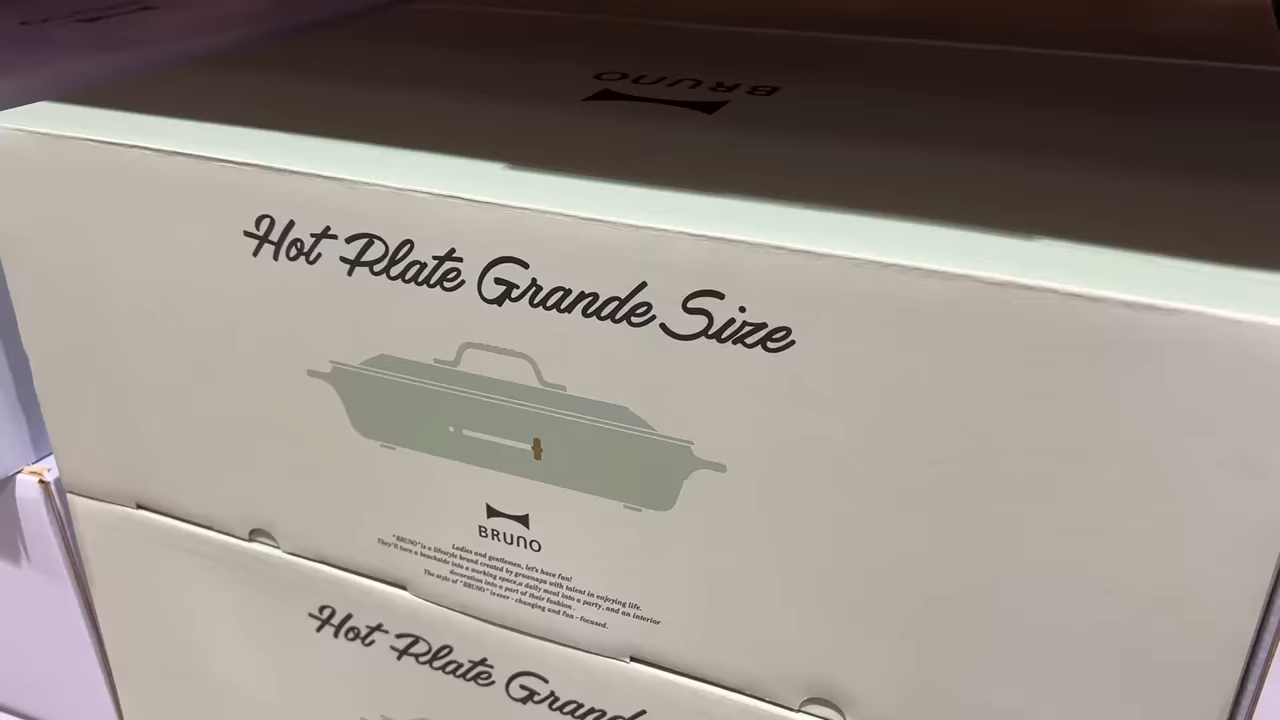 BRUNO
Hot Plate Grande Size
BRUNO
Ladies and gentlemen, let's have fun!
"BRUNO" is a lifestyle brand created by grownups with talent in enjoying life.
They'll turn a beachside into a working space, a daily meal into a party, and an interior
decoration into a part of their fashion.
The style of "BRUNO" is ever - changing and fun - focused.
Hot Plate Grand